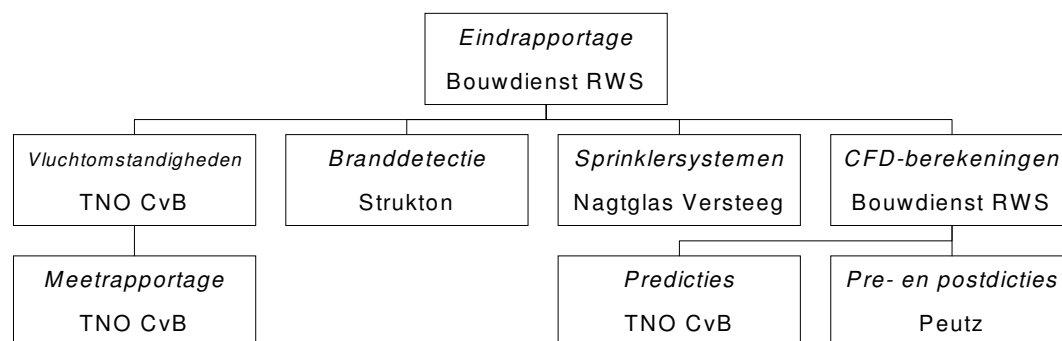 Eindrapportage
Bouwdienst RWS
Vluchtomstandigheden
TNO CvB
Branddetectie
Strukton
Sprinklersystemen
Nagtglas Versteeg
CFD-berekeningen
Bouwdienst RWS
Meetrapportage
TNO CvB
Predicties
TNO CvB
Pre- en postdicties
Peutz